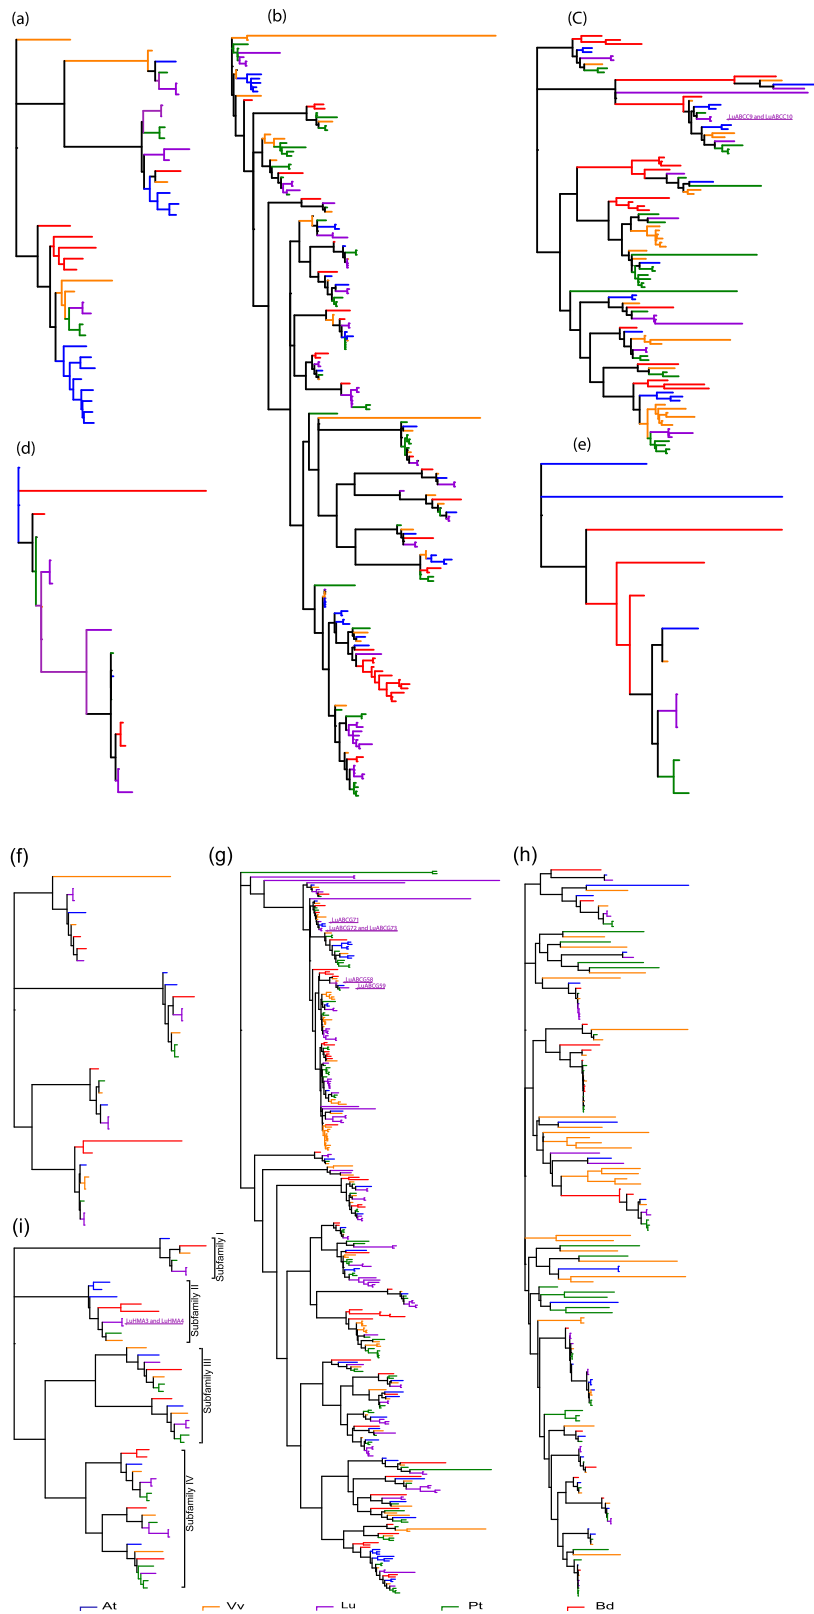 (a)
(b)
(C)
LuABCC9 and LuABCC10
(d)
(e)
(f)
(g)
(h)
LuABCG71
LuABCG72 and LuABCG73
LuABCG58
LuABCG59
(i)
Subfamily I
Subfamily II
LuHMA3 and LuHMA4
Subfamily III
Subfamily IV
At
Vv
Lu
Pt
Bd